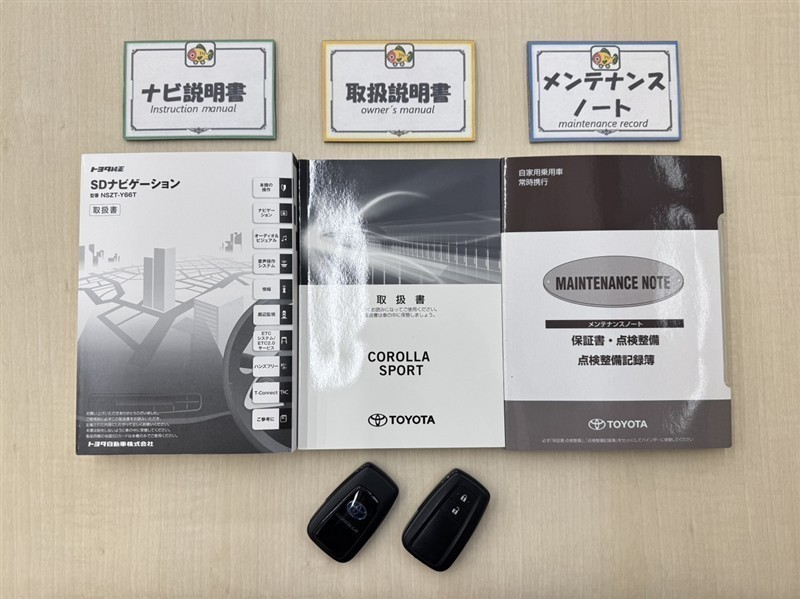 ナビ説明書
Instruction manual
取扱説明書
owner's manual
メンテナンス
ノート
maintenance record
トヨタ純正
SDナビゲーション
型番 NSZT-Y66T
取扱書
本機の
操作
ナビゲー
ション
オーディオ&
ビジュアル
音声操作
システム
情報
周辺監視
ETC
システム/
ETC2.0
サービス
ハンズフリー
T-Connect
ご参考に
トヨタ自動車株式会社
取扱書
COROLLA
SPORT
TOYOTA
自家用乗用車
常時携行
MAINTENANCE NOTE
メンテナンスノート
保証書・点検整備
点検整備記録簿
TOYOTA